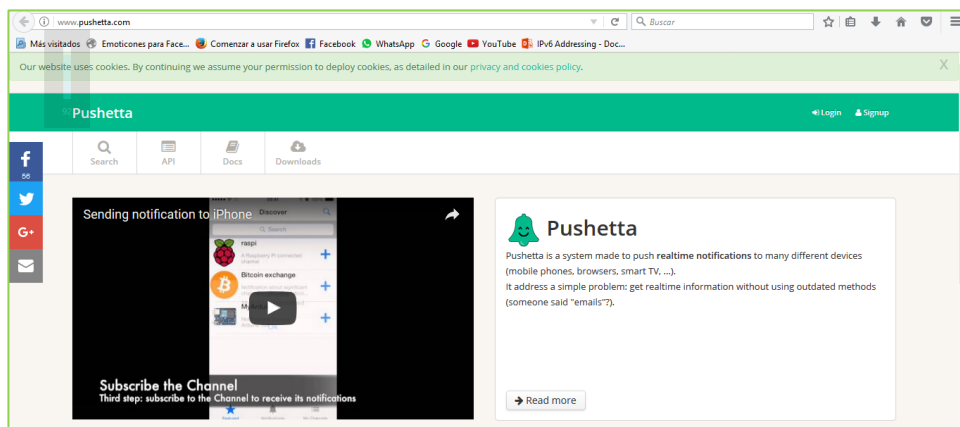 www.pushetta.com
Buscar
Más visitados Emoticones para Face... Comenzar a usar Firefox Facebook WhatsApp Google YouTube IPv6 Addressing - Doc...
Our website uses cookies. By continuing we assume your permission to deploy cookies, as detailed in our privacy and cookies policy.
X
92
Pushetta
Login Signup
Search API Docs Downloads
56
G+
Sending notification to iPhone
Discover
Search
raspi
A Raspberry Pi connected channel
Bitcoin exchange
Subscribe the Channel
Third step: subscribe to the Channel to receive its notifications
Pushetta
Pushetta is a system made to push realtime notifications to many different devices
(mobile phones, browsers, smart TV, ...).
It address a simple problem: get realtime information without using outdated methods
(someone said "emails"?).
Read more